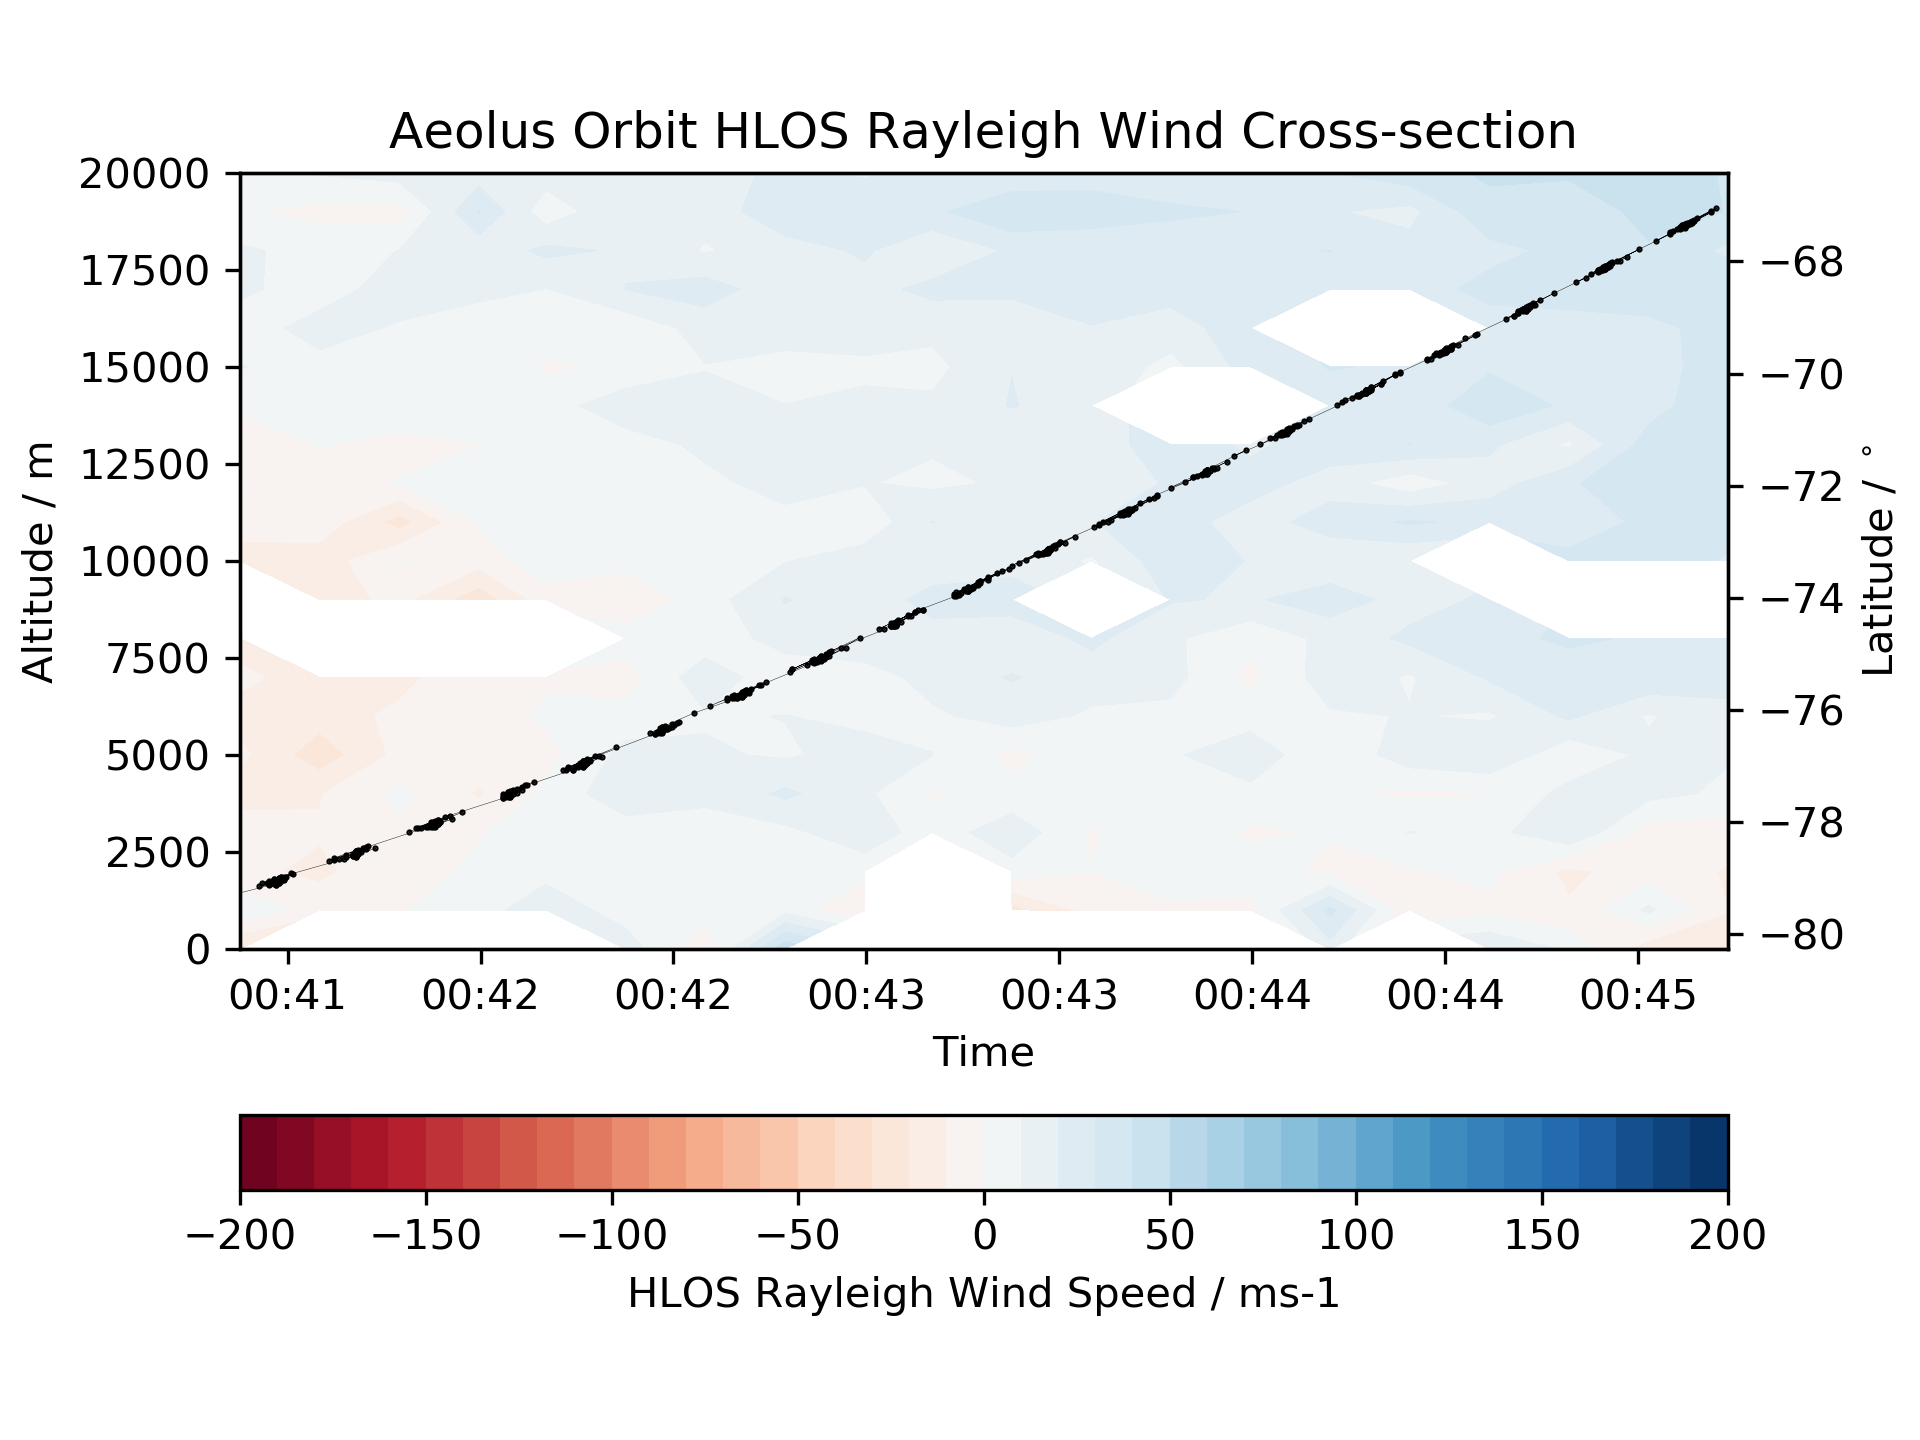 Aeolus Orbit HLOS Rayleigh Wind Cross-section
20000
17500
15000
12500
10000
7500
5000
2500
0
Altitude / m
−68
−70
−72
−74
−76
−78
−80
Latitude / °
00:41 00:42 00:42 00:43 00:43 00:44 00:44 00:45
Time
−200 −150 −100 −50 0 50 100 150 200
HLOS Rayleigh Wind Speed / ms-1